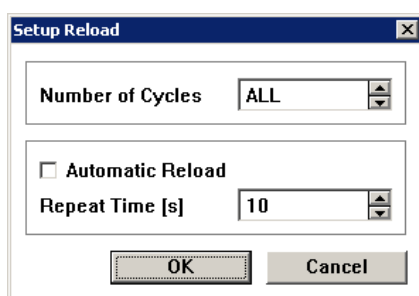 Setup Reload
Number of Cycles ALL
Automatic Reload
Repeat Time [s] 10
OK Cancel